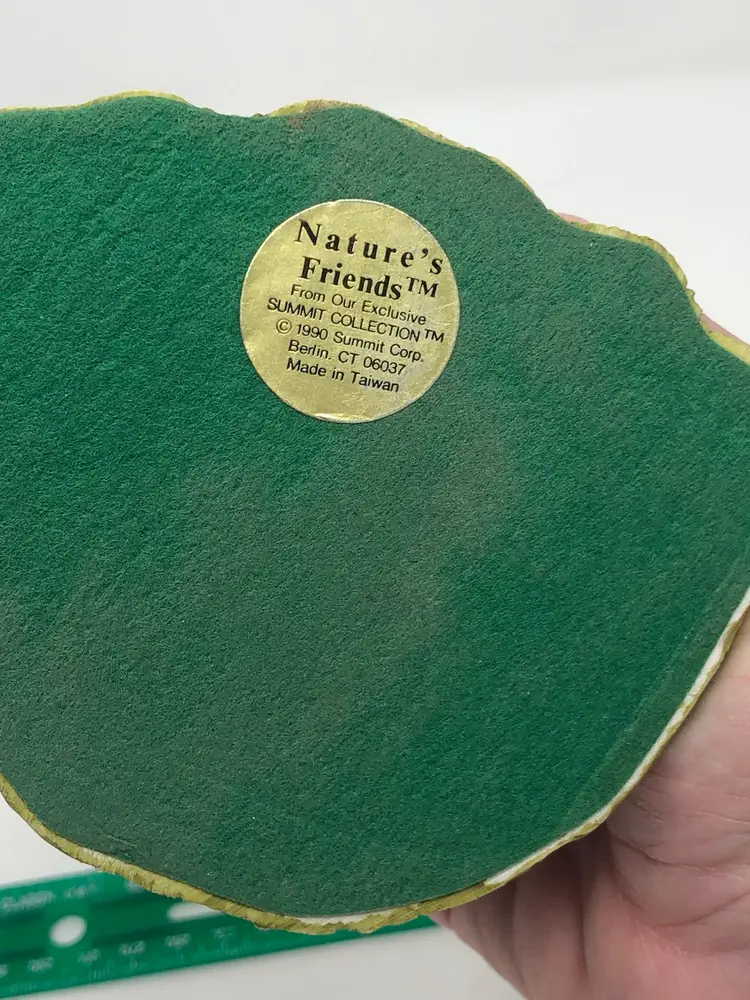 Nature's
Friends™
From Our Exclusive
SUMMIT COLLECTION™
© 1990 Summit Corp.
Berlin. CT 06037
Made in Taiwan